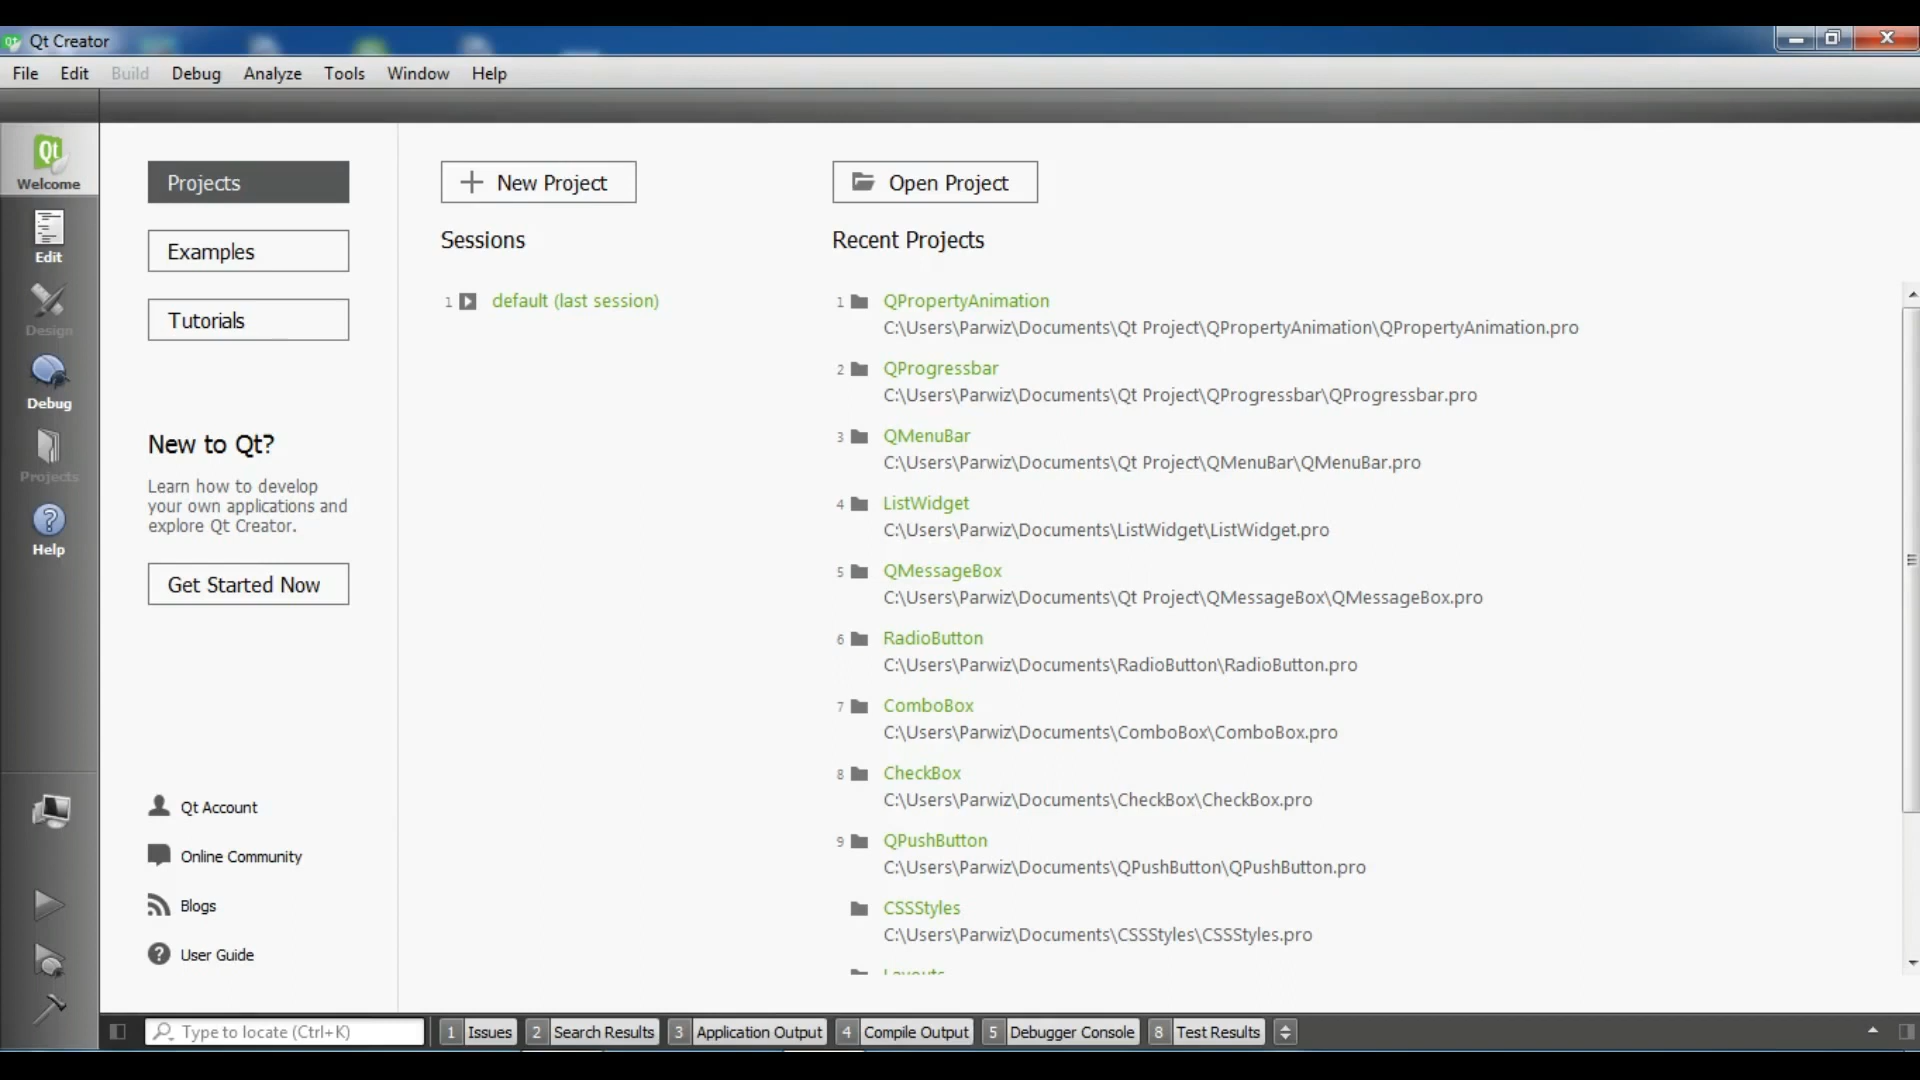 Qt Creator
File Edit Build Debug Analyze Tools Window Help
Qt
Welcome
Edit
Design
Debug
Projects
Help
Projects
Examples
Tutorials
New to Qt?
Learn how to develop
your own applications and
explore Qt Creator.
Get Started Now
Qt Account
Online Community
Blogs
User Guide
New Project
Sessions
1 default (last session)
Open Project
Recent Projects
1 QPropertyAnimation
C:\Users\Parwiz\Documents\Qt Project\QPropertyAnimation\QPropertyAnimation.pro
2 QProgressbar
C:\Users\Parwiz\Documents\Qt Project\QProgressbar\QProgressbar.pro
3 QMenuBar
C:\Users\Parwiz\Documents\Qt Project\QMenuBar\QMenuBar.pro
4 ListWidget
C:\Users\Parwiz\Documents\ListWidget\ListWidget.pro
5 QMessageBox
C:\Users\Parwiz\Documents\Qt Project\QMessageBox\QMessageBox.pro
6 RadioButton
C:\Users\Parwiz\Documents\RadioButton\RadioButton.pro
7 ComboBox
C:\Users\Parwiz\Documents\ComboBox\ComboBox.pro
8 CheckBox
C:\Users\Parwiz\Documents\CheckBox\CheckBox.pro
9 QPushButton
C:\Users\Parwiz\Documents\QPushButton\QPushButton.pro
CSSStyles
C:\Users\Parwiz\Documents\CSSStyles\CSSStyles.pro
Type to locate (Ctrl+K) 1 Issues 2 Search Results 3 Application Output 4 Compile Output 5 Debugger Console 8 Test Results